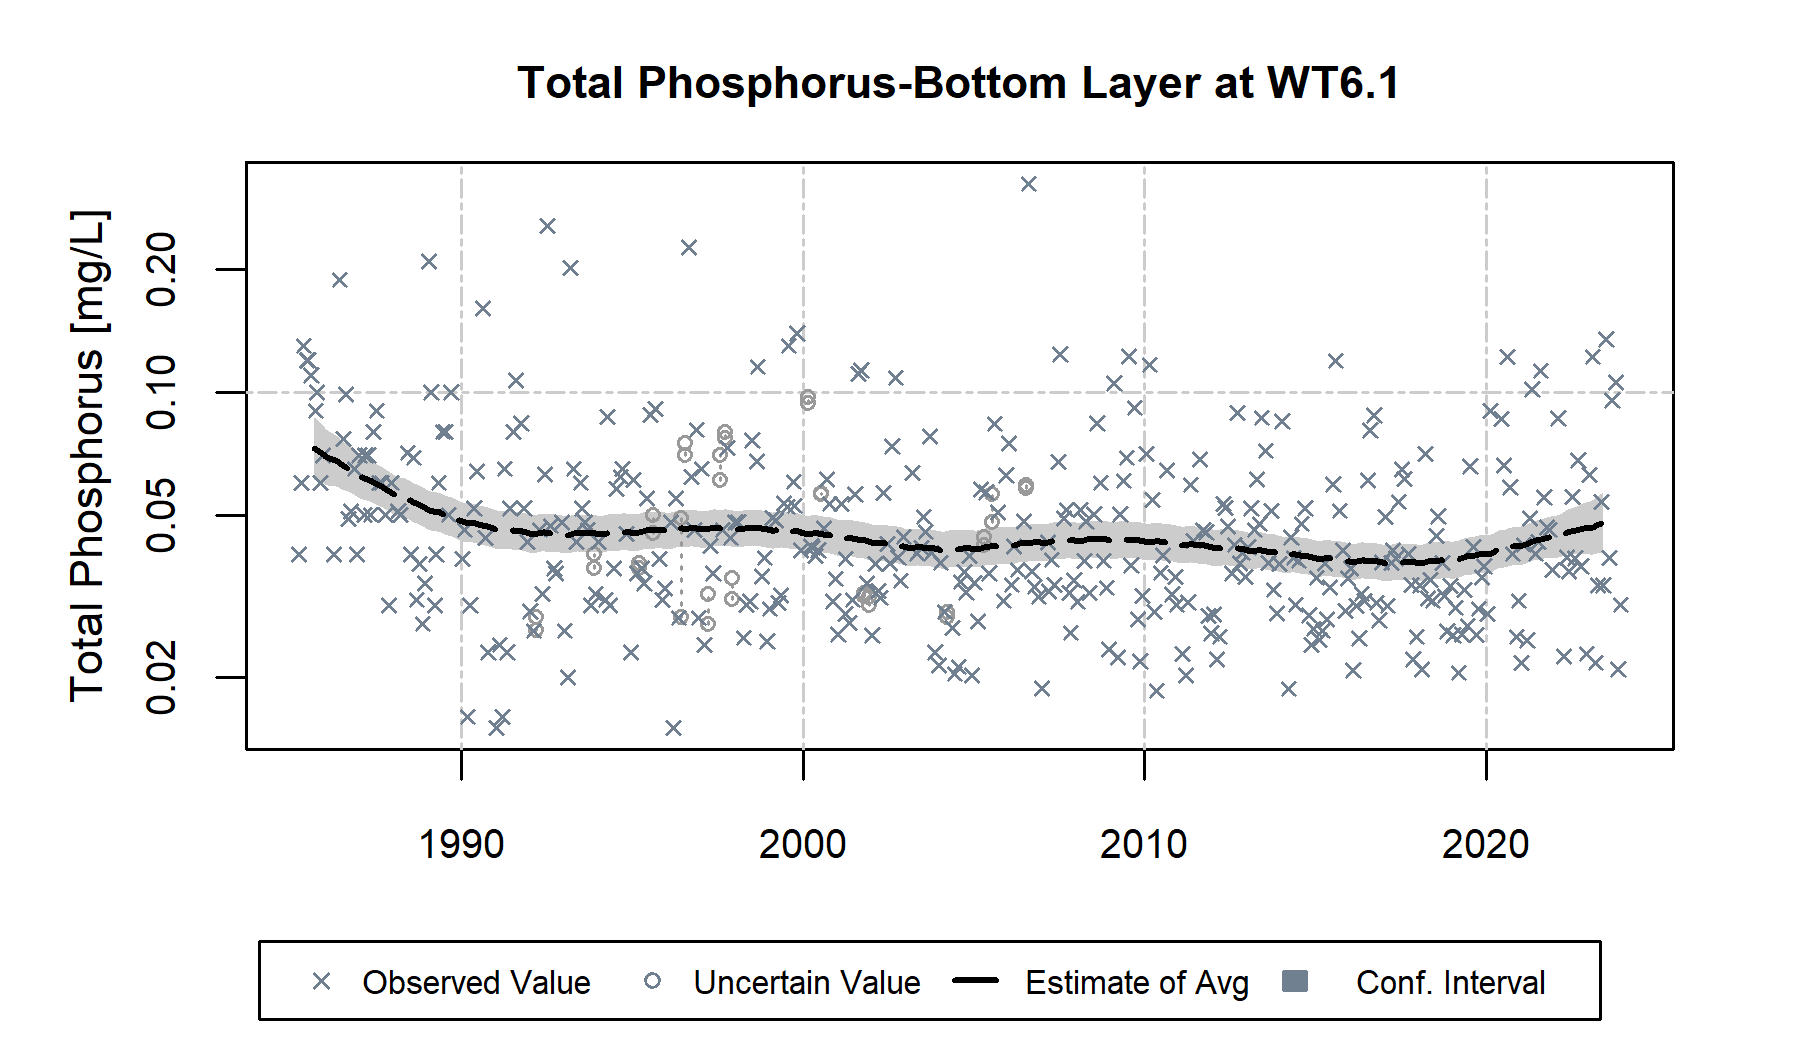 Total Phosphorus-Bottom Layer at WT6.1
Total Phosphorus [mg/L]
0.20
0.10
0.05
0.02
1990 2000 2010 2020
Observed Value Uncertain Value Estimate of Avg Conf. Interval